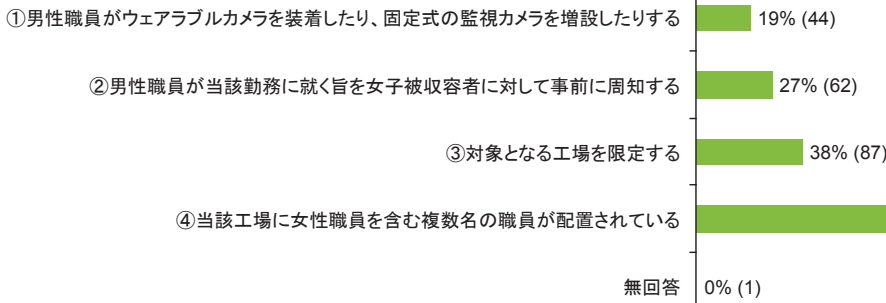 ①男性職員がウェアラブルカメラを装着したり、固定式の監視カメラを増設したりする 19% (44)
②男性職員が当該勤務に就く旨を女子被収容者に対して事前に周知する 27% (62)
③対象となる工場を限定する 38% (87)
④当該工場に女性職員を含む複数名の職員が配置されている
無回答 0% (1)